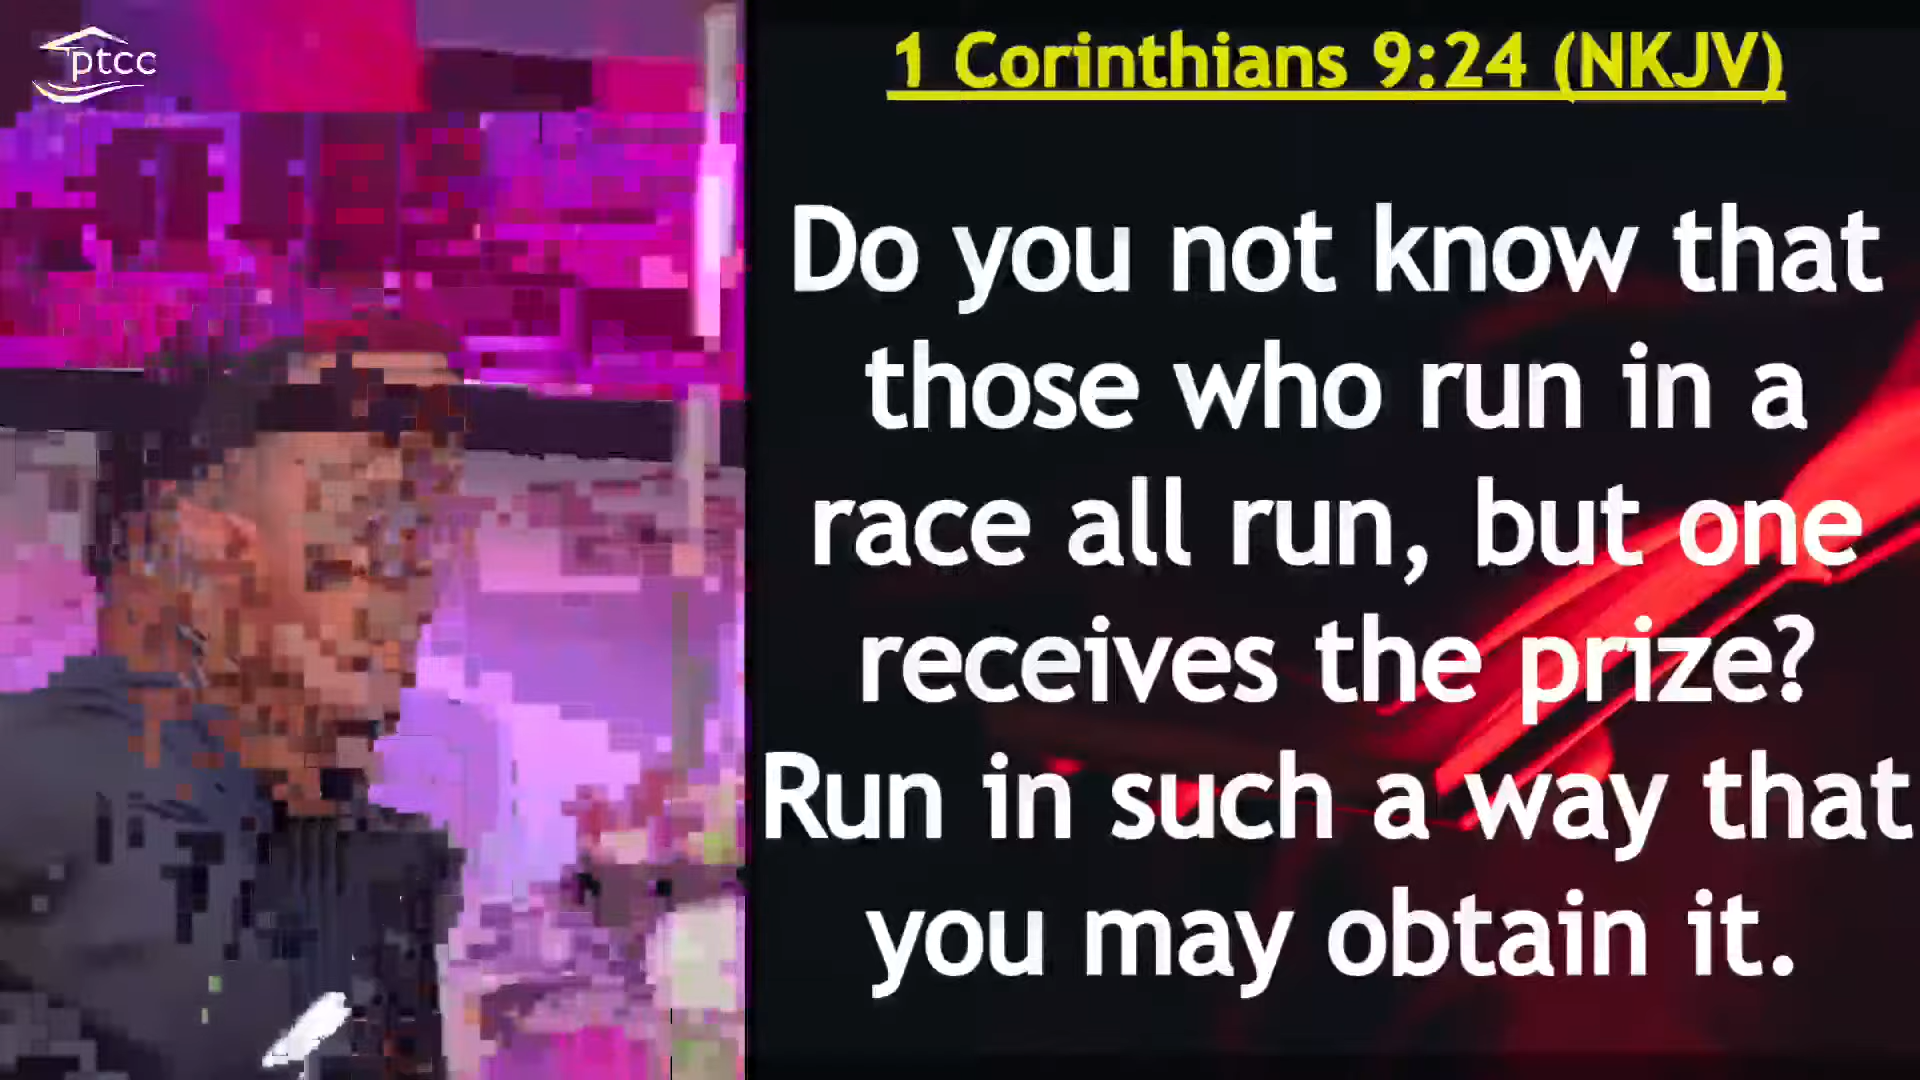 ptcc
1 Corinthians 9:24 (NKJV)
Do you not know that
those who run in a
race all run, but one
receives the prize?
Run in such a way that
you may obtain it.